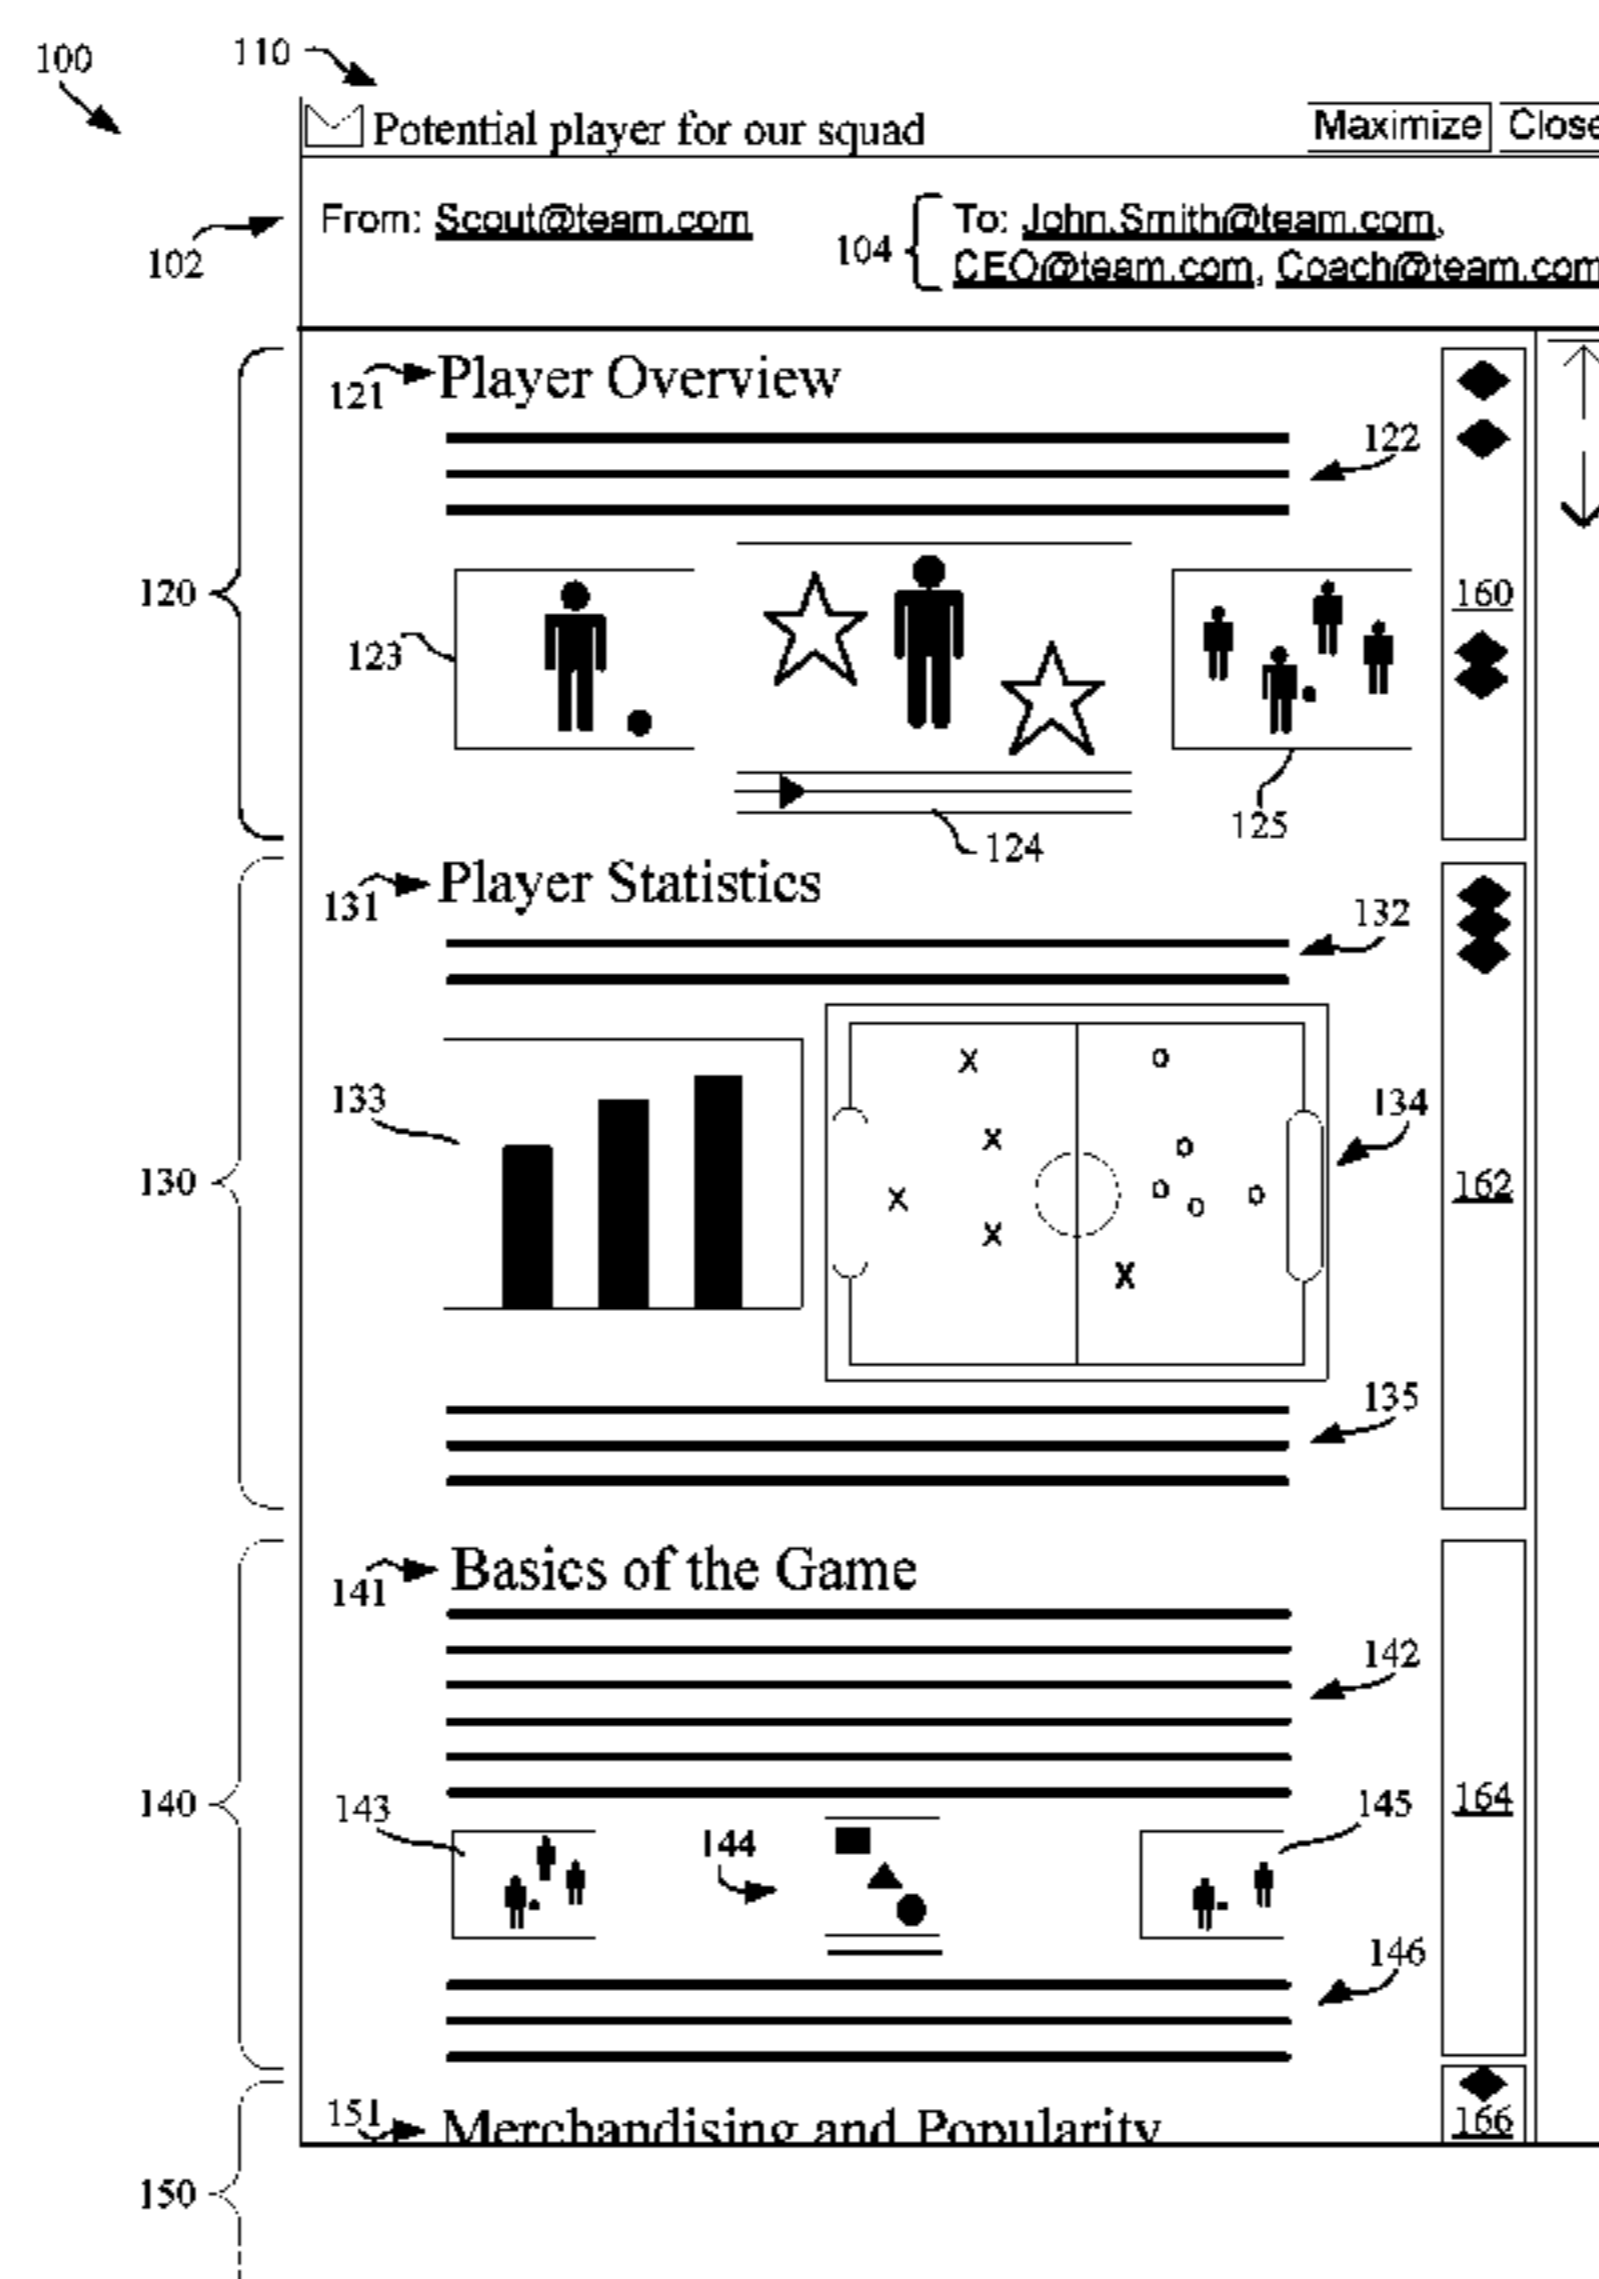 100
110
Potential player for our squad Maximize Close
102
From: Scout@team.com
104
To: John.Smith@team.com,
CEO@team.com, Coach@team.com
120
121 Player Overview
122
123
124
125
160
130
131 Player Statistics
132
133
134
135
162
X X X X X
O O O O O
140
141 Basics of the Game
142
143
144
145
146
164
150
151 Merchandising and Popularity
166